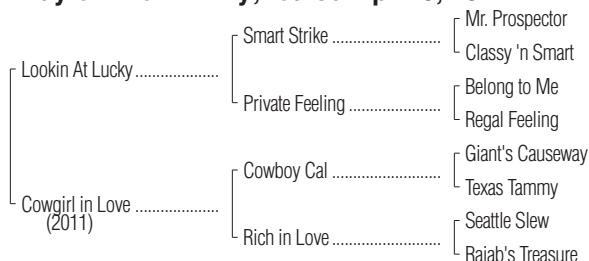 Mr. Prospector
Smart Strike
Classy 'n Smart
Lookin At Lucky
Belong to Me
Private Feeling
Regal Feeling
Giant's Causeway
Cowboy Cal
Texas Tammy
Cowgirl in Love
(2011)
Seattle Slew
Rich in Love
Rajab's Treasure